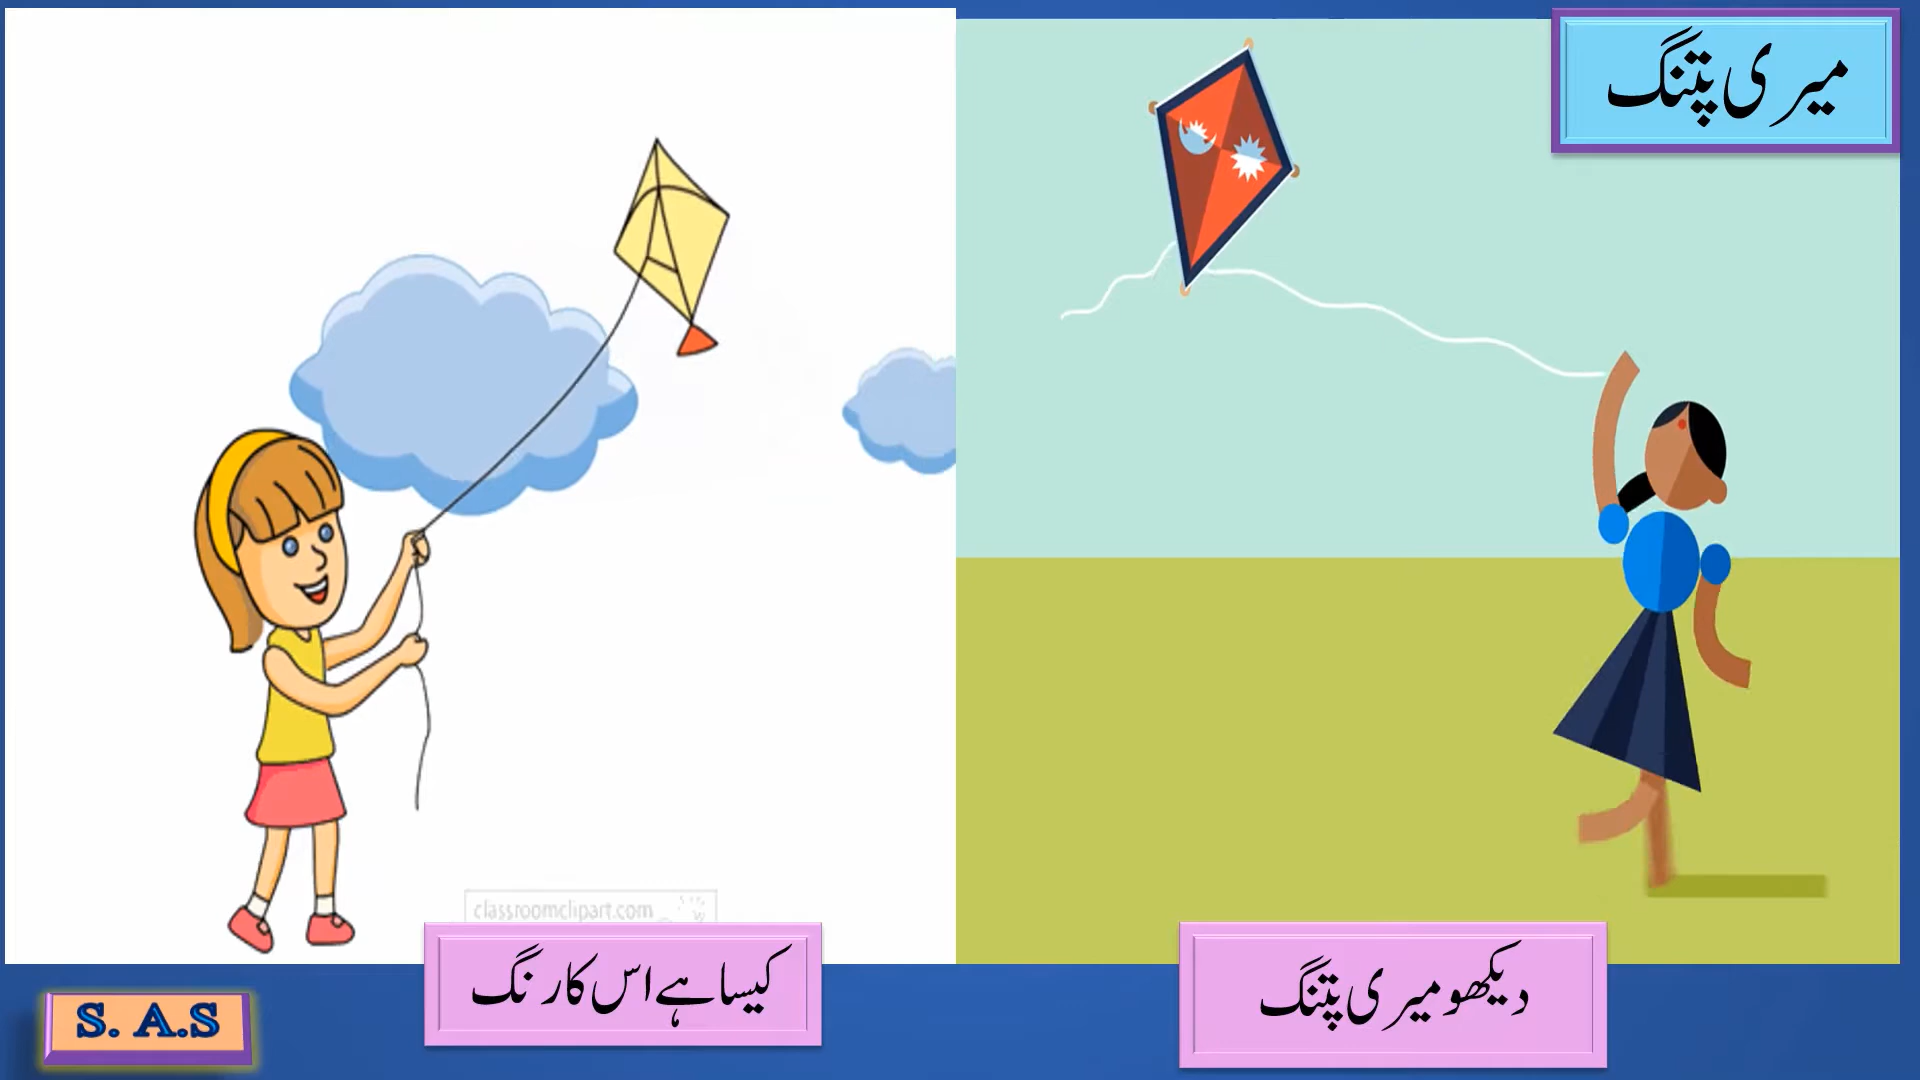 میری پتنگ
دیکھو میری پتنگ
کیسا ہے اس کا رنگ
classroomclipart.com
S. A.S